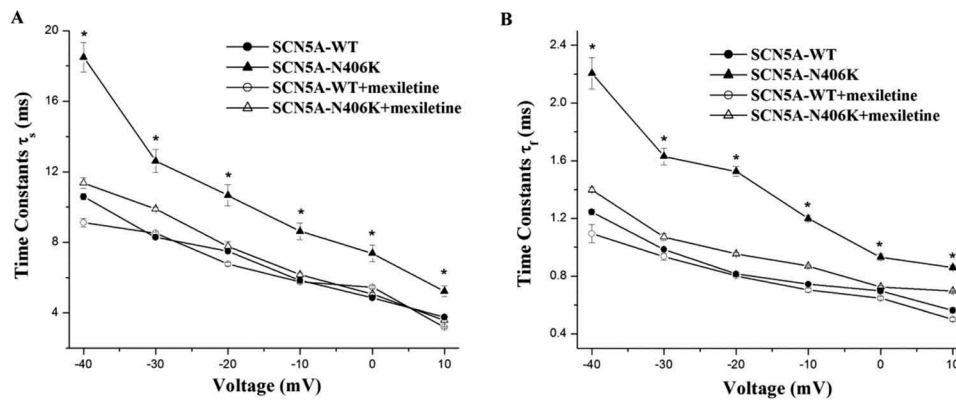 A
SCN5A-WT
SCN5A-N406K
SCN5A-WT+mexiletine
SCN5A-N406K+mexiletine
Time Constants τs (ms)
20
16
12
8
4
* * * * * *
-40 -30 -20 -10 0 10
Voltage (mV)
B
SCN5A-WT
SCN5A-N406K
SCN5A-WT+mexiletine
SCN5A-N406K+mexiletine
Time Constants τf (ms)
2.4
2.0
1.6
1.2
0.8
0.4
* * * * * *
-40 -30 -20 -10 0 10
Voltage (mV)